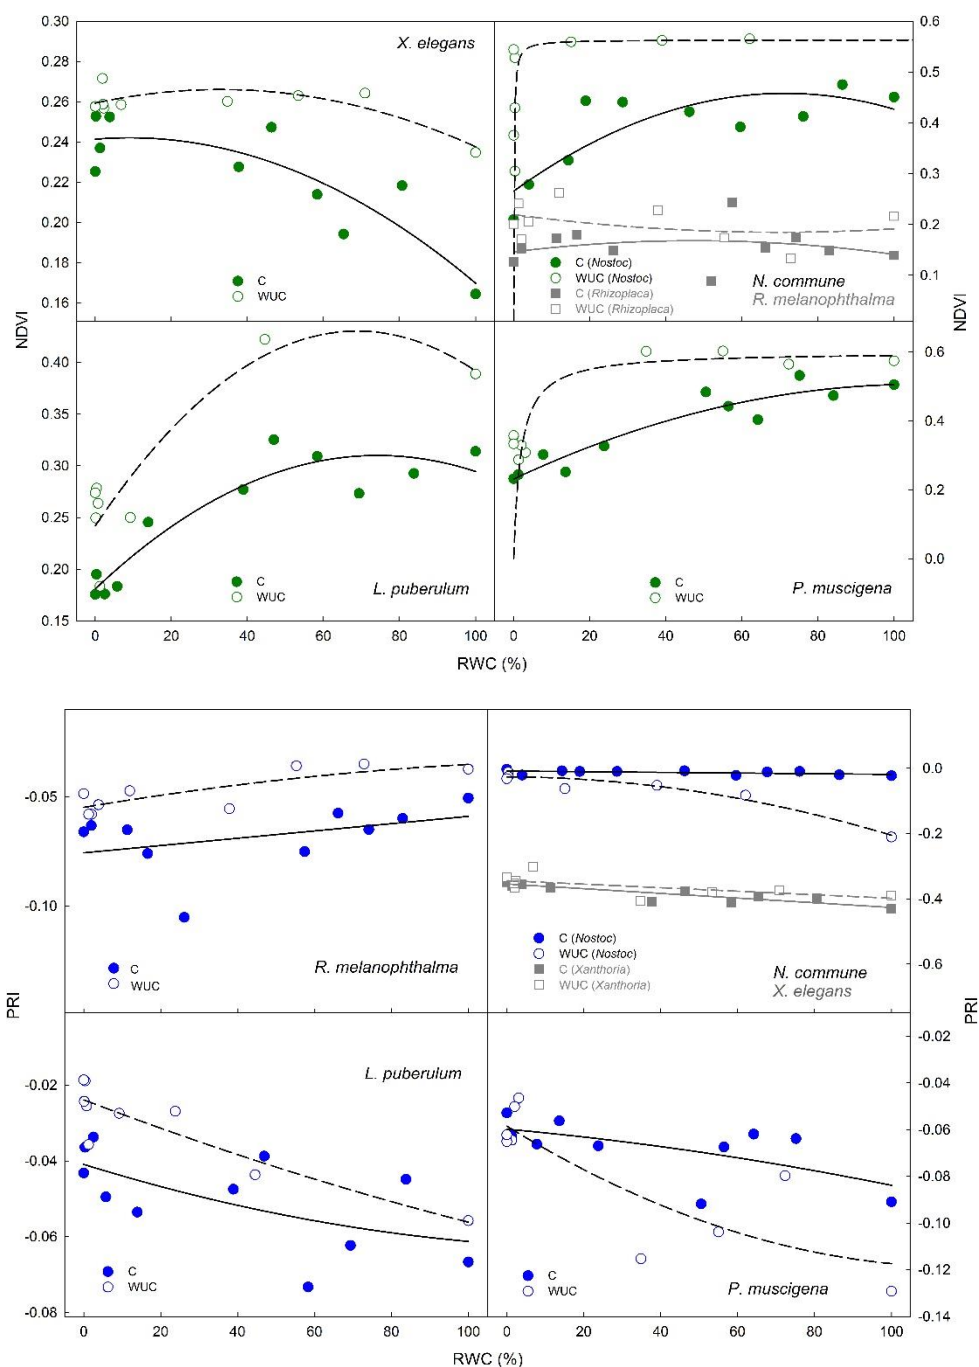 0.30
0.28
0.26
0.24
0.22
0.20
0.18
0.16
NDVI
X. elegans
C
WUC
0.6
0.5
0.4
0.3
0.2
0.1
NDVI
C (Nostoc)
WUC (Nostoc)
C (Rhizoplaca)
WUC (Rhizoplaca)
N. commune
R. melanophthalma
0.40
0.35
0.30
0.25
0.20
0.15
C
WUC
L. puberulum
0 20 40 60 80 100
RWC (%)
0.6
0.4
0.2
0.0
C
WUC
P. muscigena
0 20 40 60 80 100
-0.05
-0.10
PRI
C
WUC
R. melanophthalma
0.0
-0.2
-0.4
-0.6
PRI
C (Nostoc)
WUC (Nostoc)
C (Xanthoria)
WUC (Xanthoria)
N. commune
X. elegans
-0.02
-0.04
-0.06
-0.08
L. puberulum
C
WUC
0 20 40 60 80 100
RWC (%)
-0.02
-0.04
-0.06
-0.08
-0.10
-0.12
-0.14
C
WUC
P. muscigena
0 20 40 60 80 100